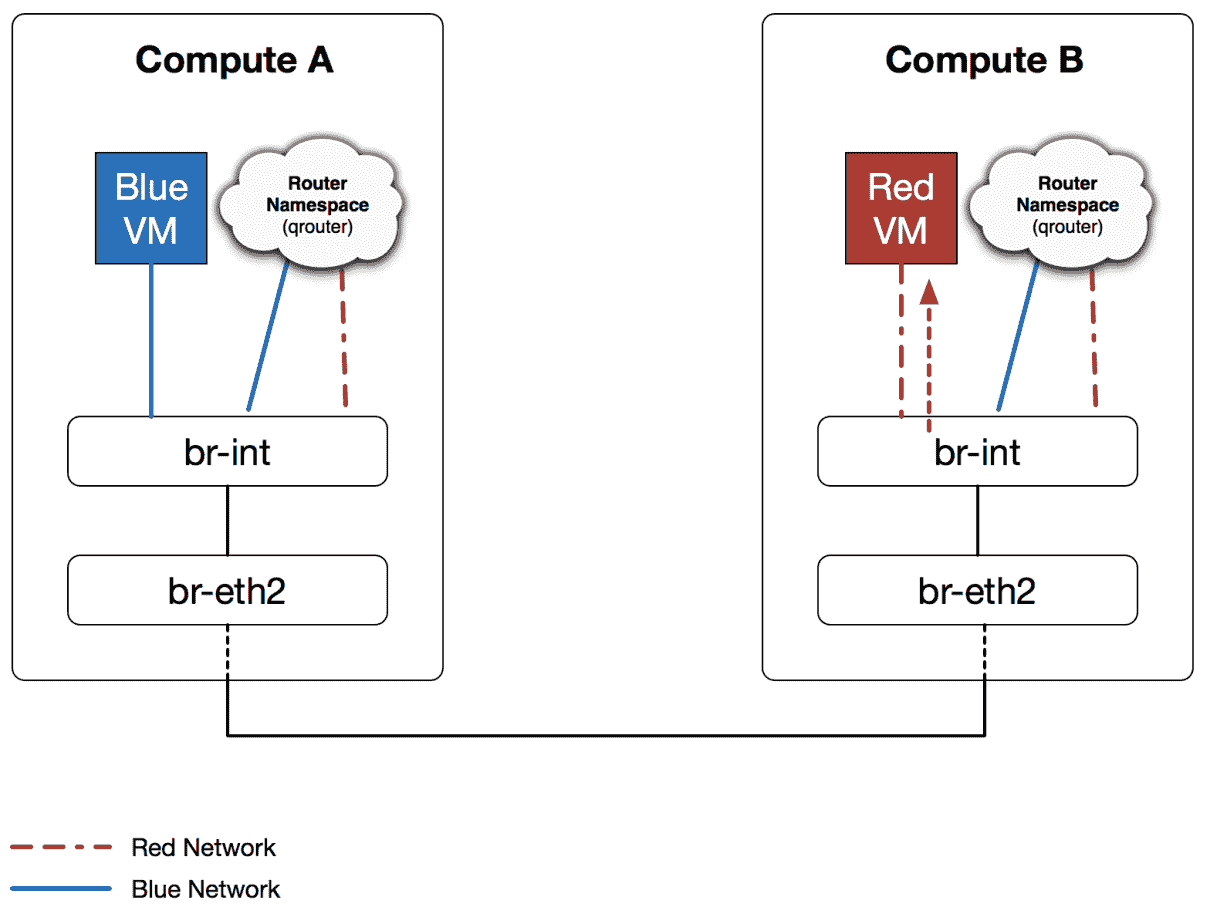 Compute A
Blue
VM
Router
Namespace
(qrouter)
br-int
br-eth2
Compute B
Red
VM
Router
Namespace
(qrouter)
br-int
br-eth2
Red Network
Blue Network